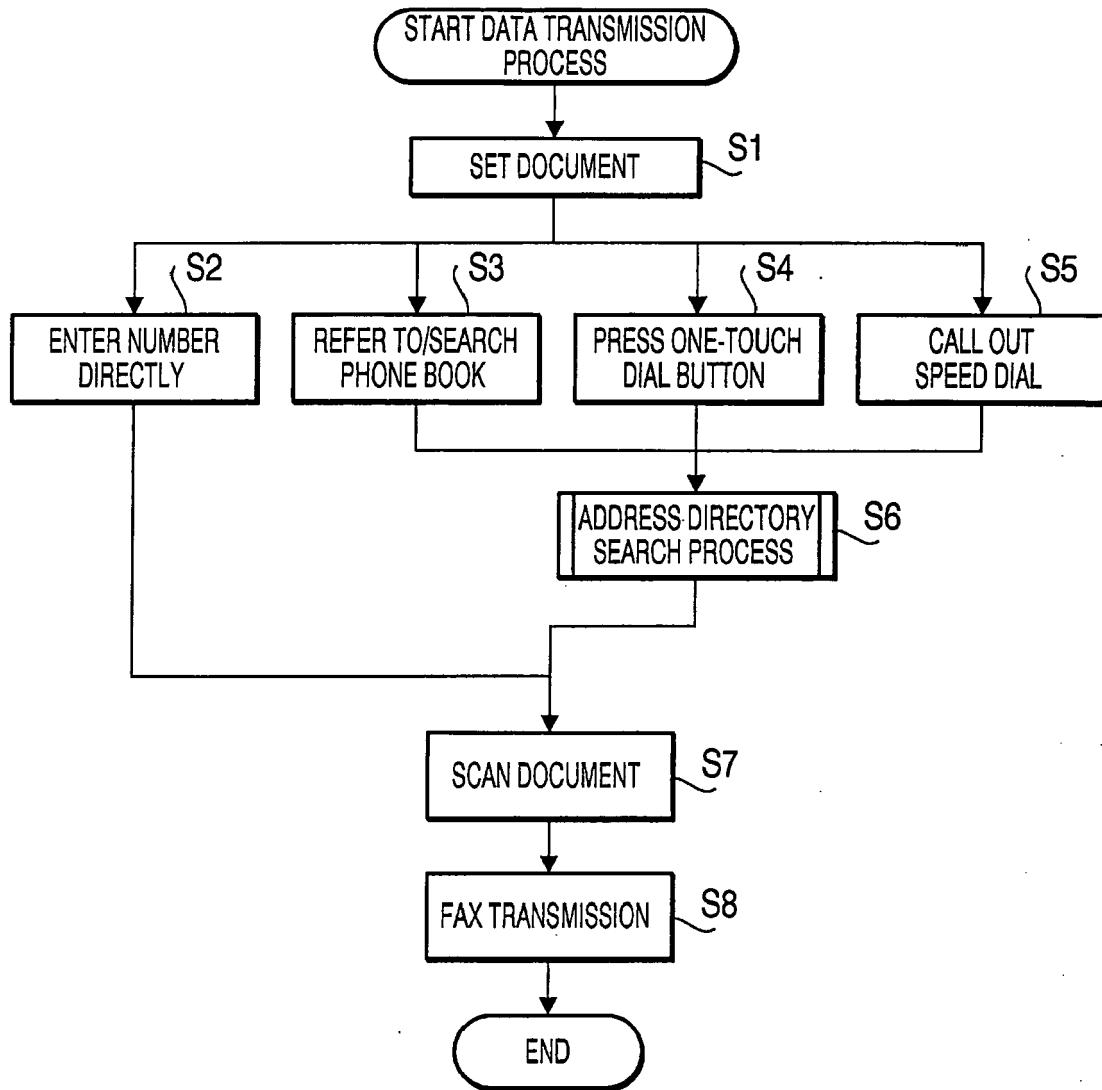 START DATA TRANSMISSION
PROCESS
SET DOCUMENT
S1
S2
S3
S4
S5
ENTER NUMBER
DIRECTLY
REFER TO/SEARCH
PHONE BOOK
PRESS ONE-TOUCH
DIAL BUTTON
CALL OUT
SPEED DIAL
ADDRESS DIRECTORY
SEARCH PROCESS
S6
SCAN DOCUMENT
S7
FAX TRANSMISSION
S8
END